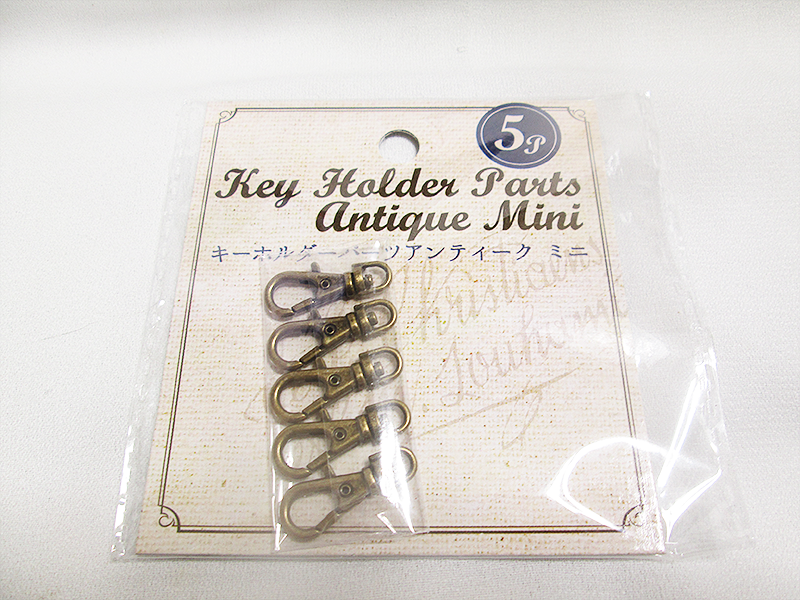 5P
Key Holder Parts
Antique Mini
キーホルダーパーツアンティーク ミニ